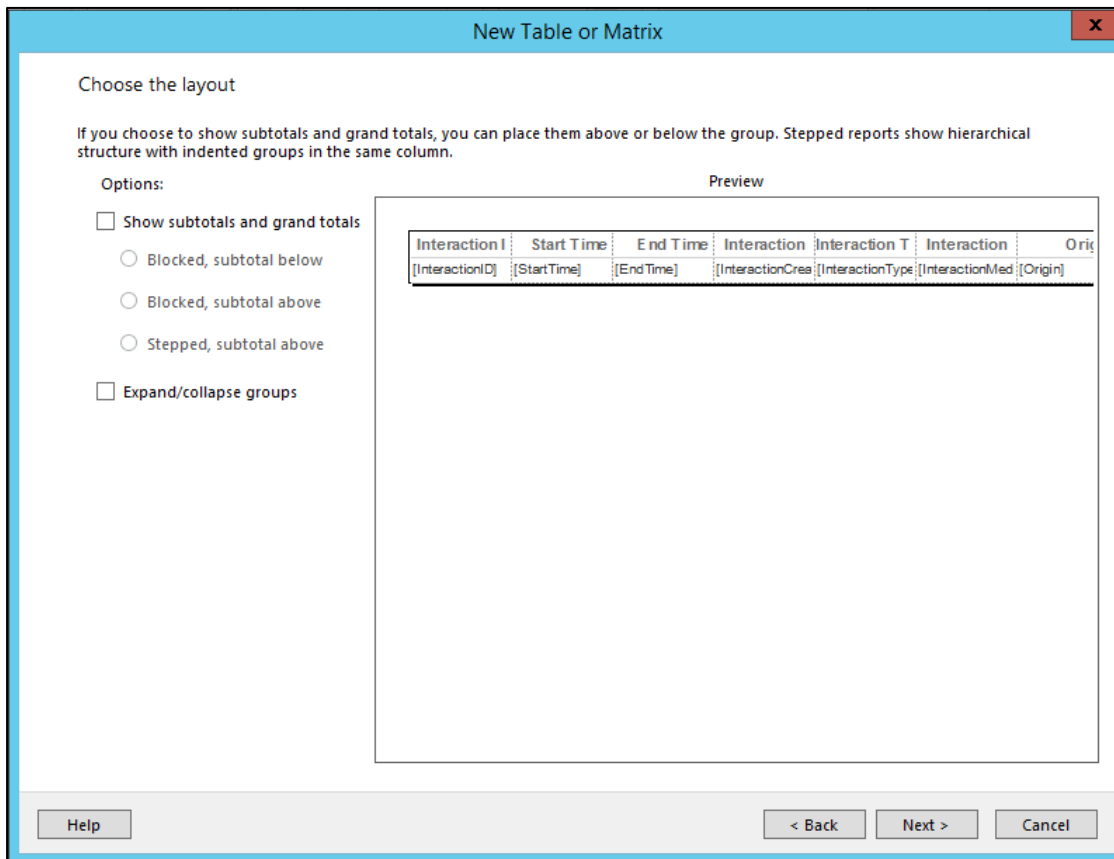 New Table or Matrix
x
Choose the layout
If you choose to show subtotals and grand totals, you can place them above or below the group. Stepped reports show hierarchical
structure with indented groups in the same column.
Options:
Preview
Show subtotals and grand totals
Blocked, subtotal below
Blocked, subtotal above
Stepped, subtotal above
Expand/collapse groups
Interaction I Start Time End Time Interaction Interaction T Interaction Orig
[InteractionID] [StartTime] [EndTime] [InteractionCrea [InteractionType [InteractionMed [Origin]
Help
< Back Next > Cancel